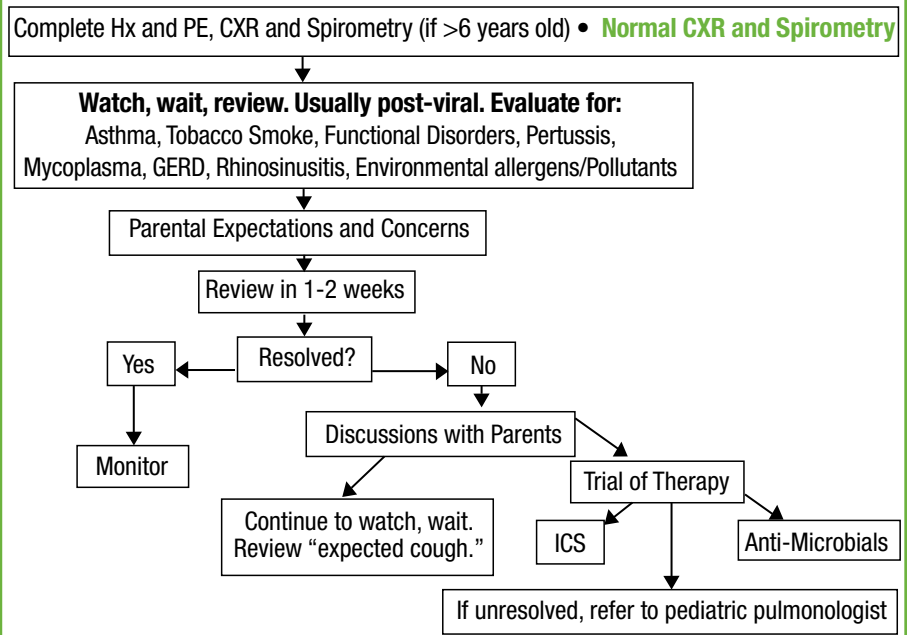 Complete Hx and PE, CXR and Spirometry (if >6 years old) • Normal CXR and Spirometry
Watch, wait, review. Usually post-viral. Evaluate for:
Asthma, Tobacco Smoke, Functional Disorders, Pertussis,
Mycoplasma, GERD, Rhinosinusitis, Environmental allergens/Pollutants
Parental Expectations and Concerns
Review in 1-2 weeks
Yes
Resolved?
No
Discussions with Parents
Monitor
Trial of Therapy
Continue to watch, wait.
Review “expected cough.”
ICS
Anti-Microbials
If unresolved, refer to pediatric pulmonologist